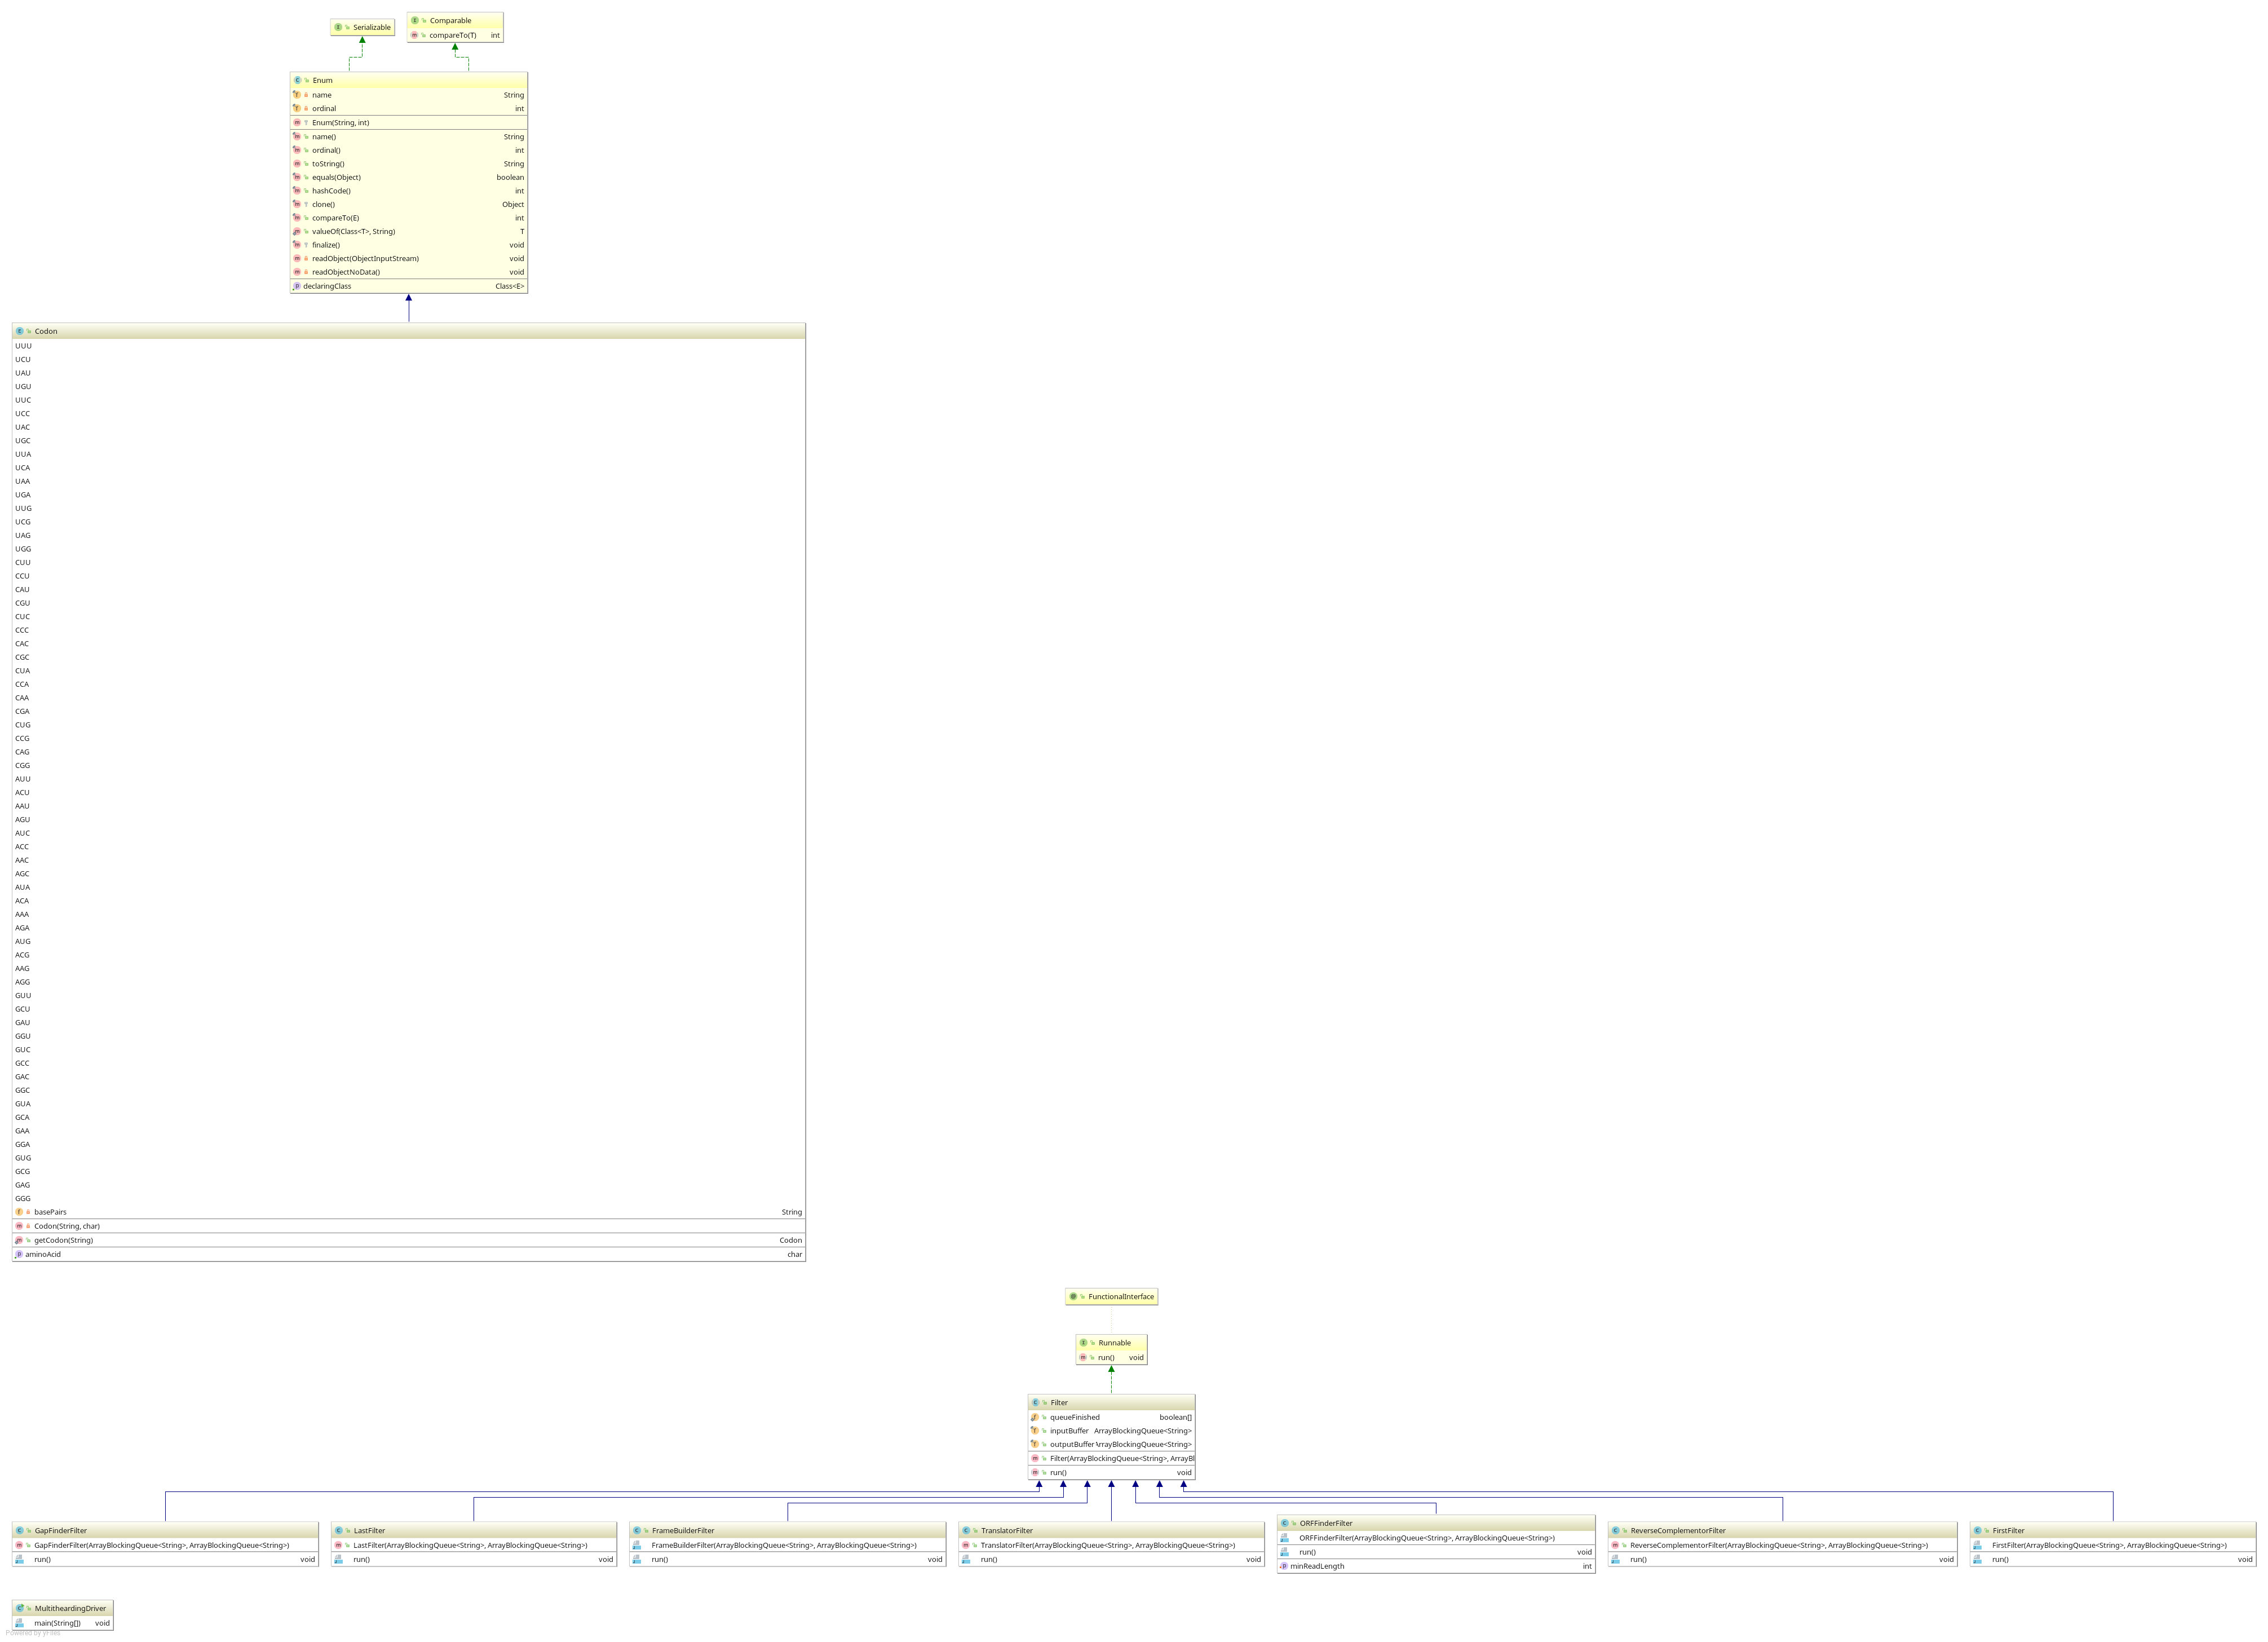 Serializable
Comparable
compareTo(T) int
Enum
name String
ordinal int
Enum(String, int)
name() String
ordinal() int
toString() String
equals(Object) boolean
hashCode() int
clone() Object
compareTo(E) int
valueOf(Class<T>, String) T
finalize() void
readObject(ObjectInputStream) void
readObjectNoData() void
declaringClass Class<E>
Codon
UUU
UCU
UAU
UGU
UUC
UCC
UAC
UGC
UUA
UCA
UAA
UGA
UUG
UCG
UAG
UGG
CUU
CCU
CAU
CGU
CUC
CCC
CAC
CGC
CUA
CCA
CAA
CGA
CUG
CCG
CAG
CGG
AUU
ACU
AAU
AGU
AUC
ACC
AAC
AGC
AUA
ACA
AAA
AGA
AUG
ACG
AAG
AGG
GUU
GCU
GAU
GGU
GUC
GCC
GAC
GGC
GUA
GCA
GAA
GGA
GUG
GCG
GAG
GGG
basePairs String
Codon(String, char)
getCodon(String) Codon
aminoAcid char
FunctionalInterface
Runnable
run() void
Filter
queueFinished boolean[]
inputBuffer ArrayBlockingQueue<String>
outputBuffer ArrayBlockingQueue<String>
Filter(ArrayBlockingQueue<String>, ArrayBl
run() void
GapFinderFilter
GapFinderFilter(ArrayBlockingQueue<String>, ArrayBlockingQueue<String>)
run() void
LastFilter
LastFilter(ArrayBlockingQueue<String>, ArrayBlockingQueue<String>)
run() void
FrameBuilderFilter
FrameBuilderFilter(ArrayBlockingQueue<String>, ArrayBlockingQueue<String>)
run() void
TranslatorFilter
TranslatorFilter(ArrayBlockingQueue<String>, ArrayBlockingQueue<String>)
run() void
ORFFinderFilter
ORFFinderFilter(ArrayBlockingQueue<String>, ArrayBlockingQueue<String>)
run() void
minReadLength int
ReverseComplementorFilter
ReverseComplementorFilter(ArrayBlockingQueue<String>, ArrayBlockingQueue<String>)
run() void
FirstFilter
FirstFilter(ArrayBlockingQueue<String>, ArrayBlockingQueue<String>)
run() void
MultitheardingDriver
main(String[]) void
Powered by yFiles